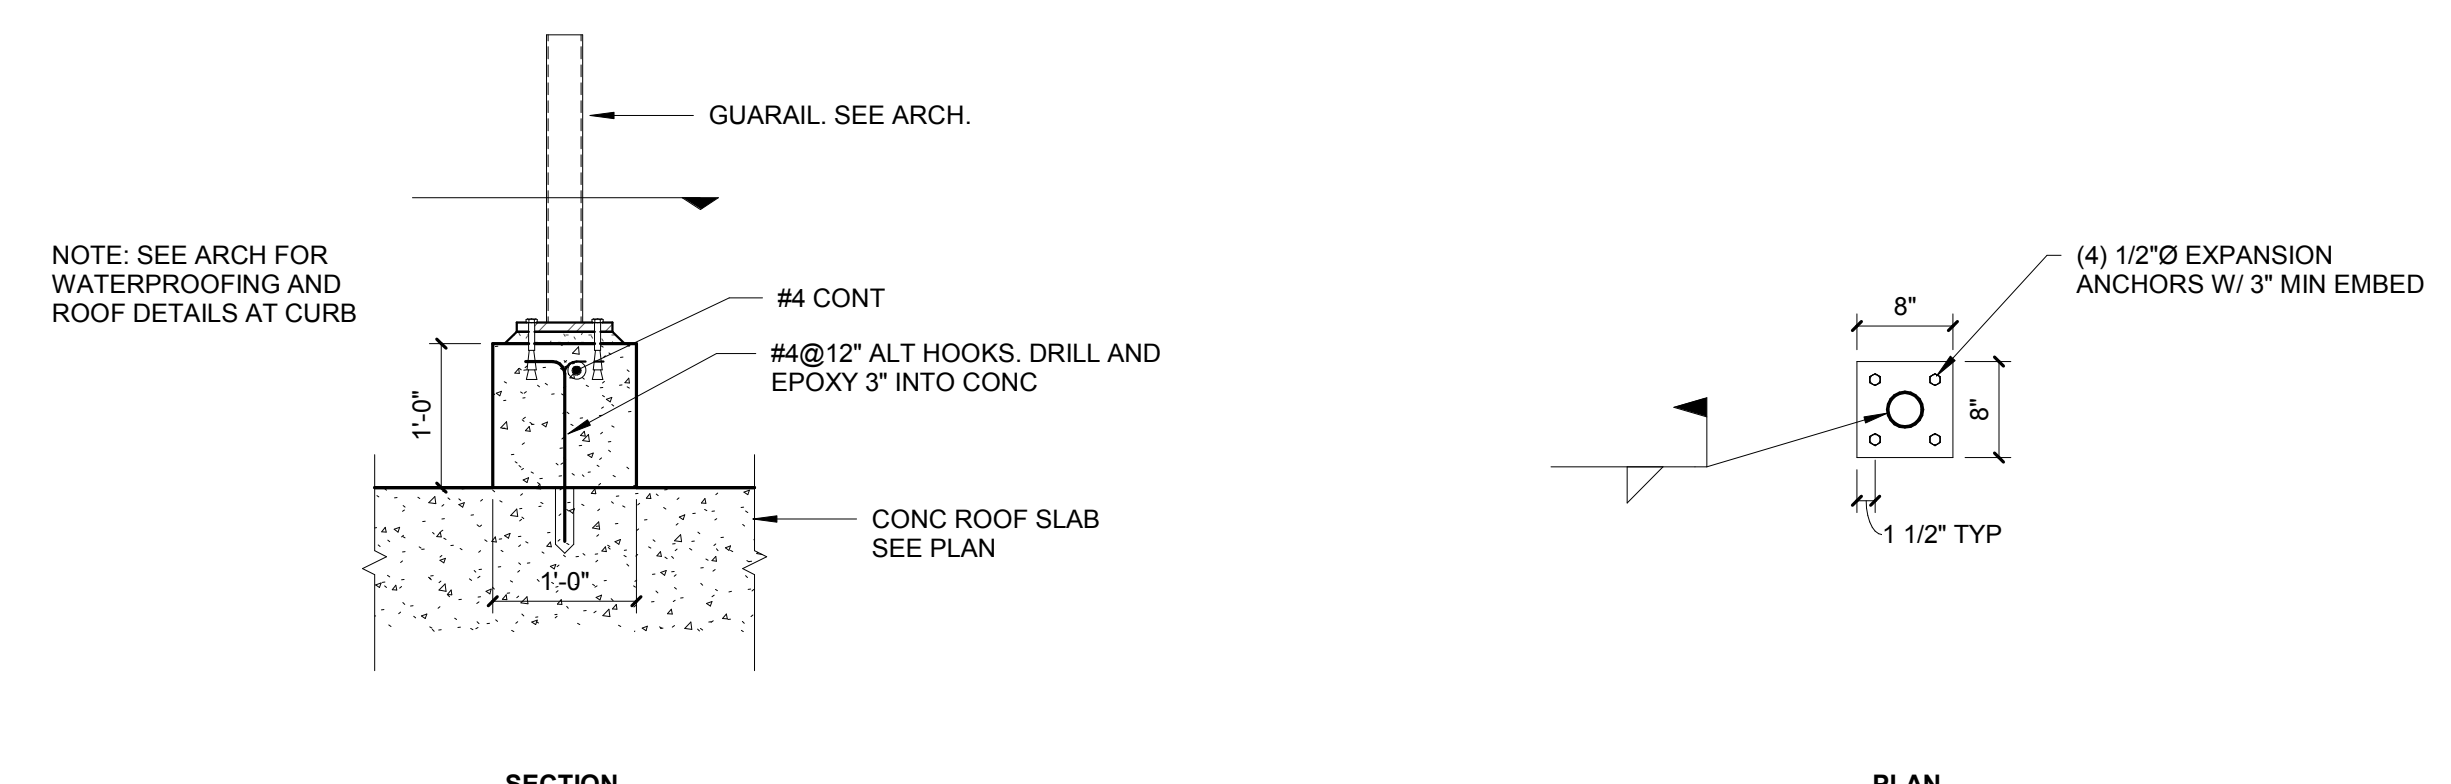 GUARAIL. SEE ARCH.
NOTE: SEE ARCH FOR
WATERPROOFING AND
ROOF DETAILS AT CURB
#4 CONT
#4@12" ALT HOOKS. DRILL AND
EPOXY 3" INTO CONC
1'-0"
CONC ROOF SLAB
SEE PLAN
1'-0"
SECTION
(4) 1/2"Ø EXPANSION
ANCHORS W/ 3" MIN EMBED
8"
8"
1 1/2" TYP
PLAN